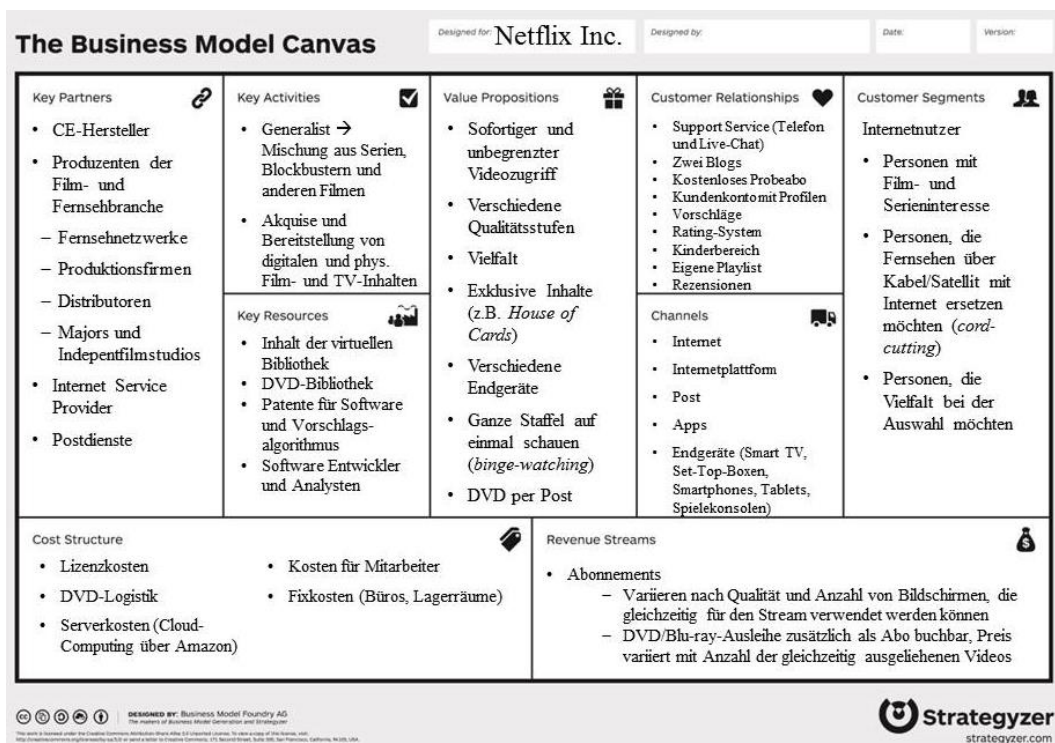 The Business Model Canvas
Designed for: Netflix Inc.
Designed by:
Date:
Version:
Key Partners
• CE-Hersteller
• Produzenten der
Film- und
Fernsehbranche
– Fernsehnetzwerke
– Produktionsfirmen
– Distributoren
– Majors und
Indepentfilmstudios
• Internet Service
Provider
• Postdienste
Key Activities
• Generalist →
Mischung aus Serien,
Blockbustern und
anderen Filmen
• Akquise und
Bereitstellung von
digitalen und phys.
Film- und TV-Inhalten
Key Resources
• Inhalt der virtuellen
Bibliothek
• DVD-Bibliothek
• Patente für Software
und Vorschlags-
algorithmus
• Software Entwickler
und Analysten
Value Propositions
• Sofortiger und
unbegrenzter
Videozugriff
• Verschiedene
Qualitätsstufen
• Vielfalt
• Exklusive Inhalte
(z.B. House of
Cards)
• Verschiedene
Endgeräte
• Ganze Staffel auf
einmal schauen
(binge-watching)
• DVD per Post
Customer Relationships
• Support Service (Telefon
und Live-Chat)
• Zwei Blogs
• Kostenloses Probeabo
• Kundenkonto mit Profilen
• Vorschläge
• Rating-System
• Kinderbereich
• Eigene Playlist
• Rezensionen
Channels
• Internet
• Internetplattform
• Post
• Apps
• Endgeräte (Smart TV,
Set-Top-Boxen,
Smartphones, Tablets,
Spielekonsolen)
Customer Segments
Internetnutzer
• Personen mit
Film- und
Serieninteresse
• Personen, die
Fernsehen über
Kabel/Satellit mit
Internet ersetzen
möchten (cord-
cutting)
• Personen, die
Vielfalt bei der
Auswahl möchten
Cost Structure
• Lizenzkosten
• DVD-Logistik
• Serverkosten (Cloud-
Computing über Amazon)
• Kosten für Mitarbeiter
• Fixkosten (Büros, Lagerräume)
Revenue Streams
• Abonnements
– Variieren nach Qualität und Anzahl von Bildschirmen, die
gleichzeitig für den Stream verwendet werden können
– DVD/Blu-ray-Ausleihe zusätzlich als Abo buchbar, Preis
variiert mit Anzahl der gleichzeitig ausgeliehenen Videos
DESIGNED BY: Business Model Foundry AG
The makers of Business Model Generation and Strategyzer
Strategyzer
strategyzer.com